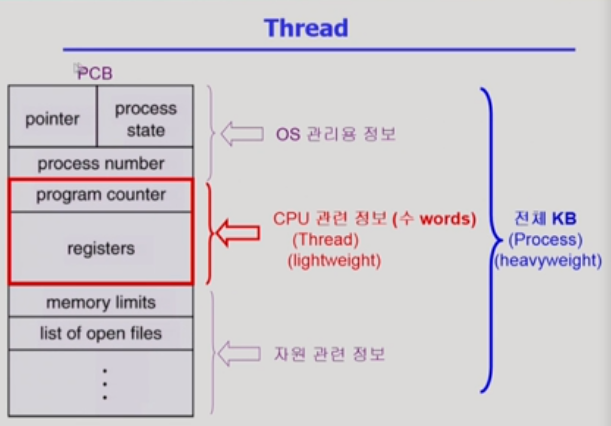 Thread
PCB
pointer
process
state
process number
program counter
registers
memory limits
list of open files
OS 관리용 정보
CPU 관련 정보 (수 words)
(Thread)
(lightweight)
자원 관련 정보
전체 KB
(Process)
(heavyweight)